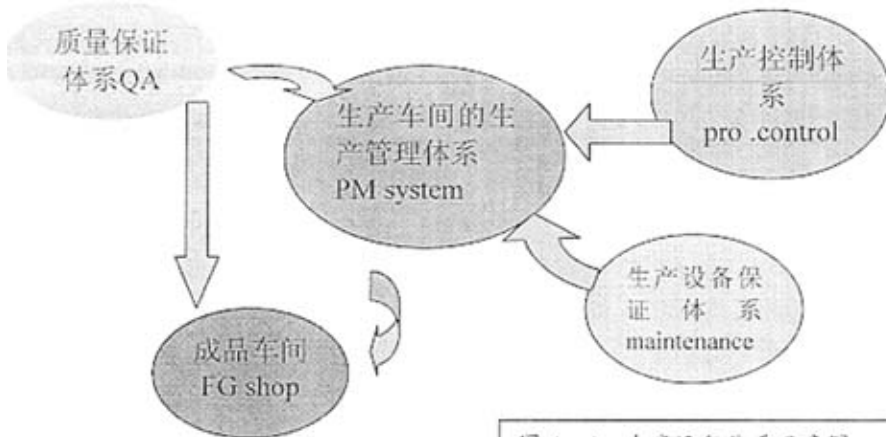 质量保证
体系QA
生产控制体
系
pro .control
生产车间的生
产管理体系
PM system
生产设备保
证 体 系
maintenance
成品车间
FG shop